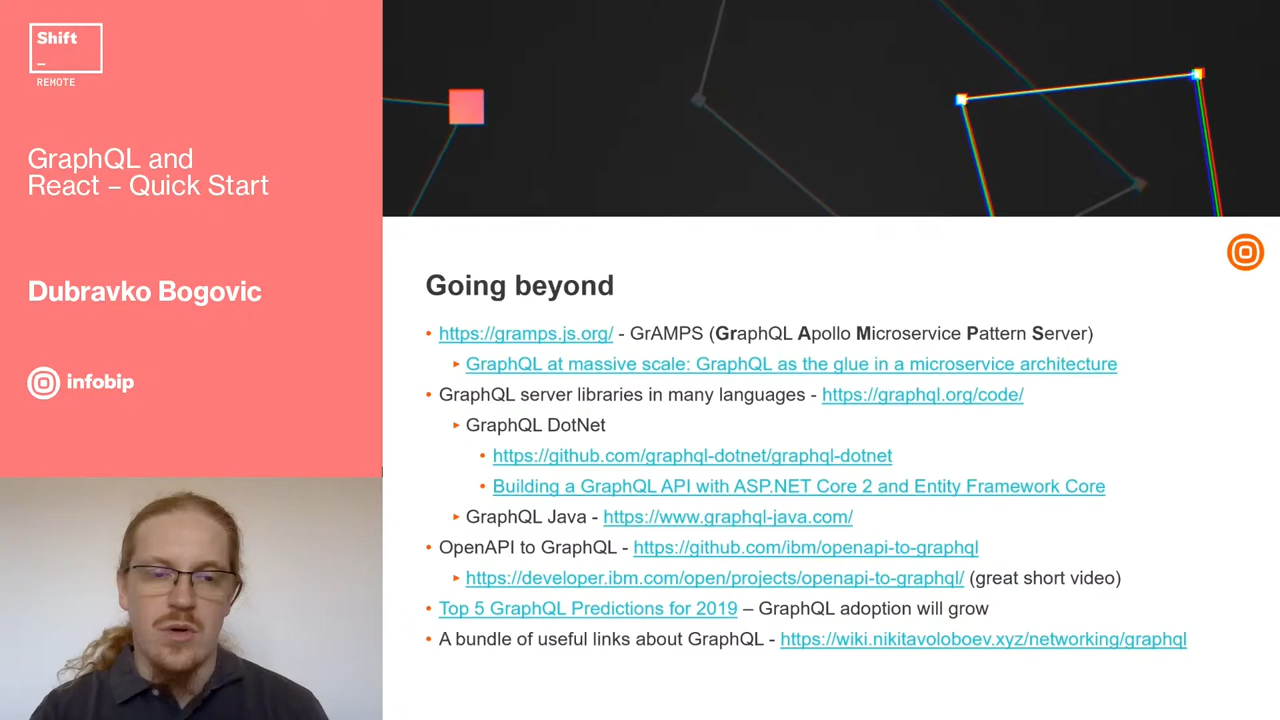 Shift
_
REMOTE
GraphQL and
React – Quick Start
Dubravko Bogovic
infobip
Going beyond
• https://gramps.js.org/ - GrAMPS (GraphQL Apollo Microservice Pattern Server)
▸ GraphQL at massive scale: GraphQL as the glue in a microservice architecture
• GraphQL server libraries in many languages - https://graphql.org/code/
▸ GraphQL DotNet
• https://github.com/graphql-dotnet/graphql-dotnet
• Building a GraphQL API with ASP.NET Core 2 and Entity Framework Core
▸ GraphQL Java - https://www.graphql-java.com/
• OpenAPI to GraphQL - https://github.com/ibm/openapi-to-graphql
▸ https://developer.ibm.com/open/projects/openapi-to-graphql/ (great short video)
• Top 5 GraphQL Predictions for 2019 – GraphQL adoption will grow
• A bundle of useful links about GraphQL - https://wiki.nikitavoloboev.xyz/networking/graphql